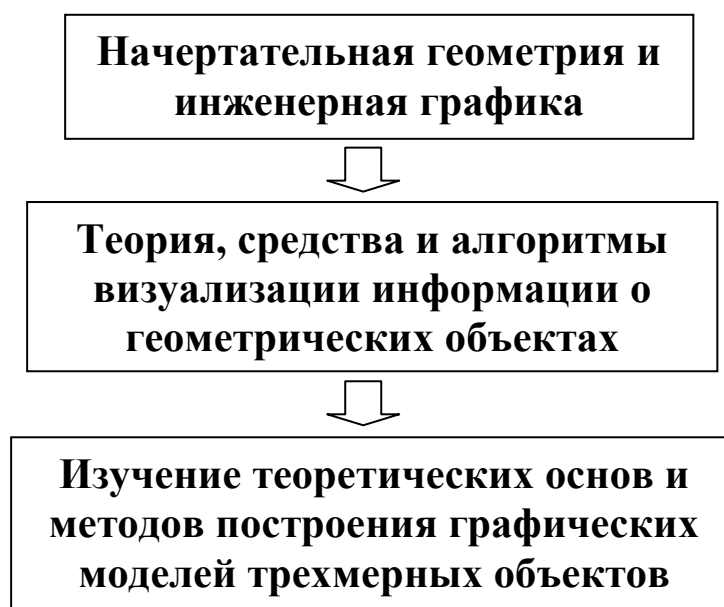 Начертательная геометрия и
инженерная графика
Теория, средства и алгоритмы
визуализации информации о
геометрических объектах
Изучение теоретических основ и
методов построения графических
моделей трехмерных объектов